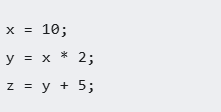 x = 10;
y = x * 2;
z = y + 5;